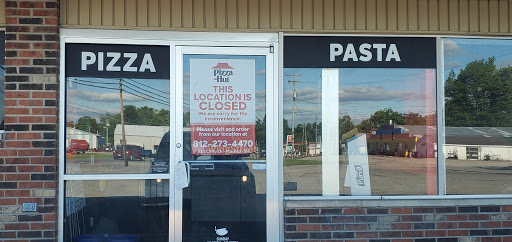 PIZZA
PASTA
Pizza
Hut
THIS
LOCATION IS
CLOSED
We are sorry for the
inconvenience.
Please visit and order
from our location at
812-273-4470